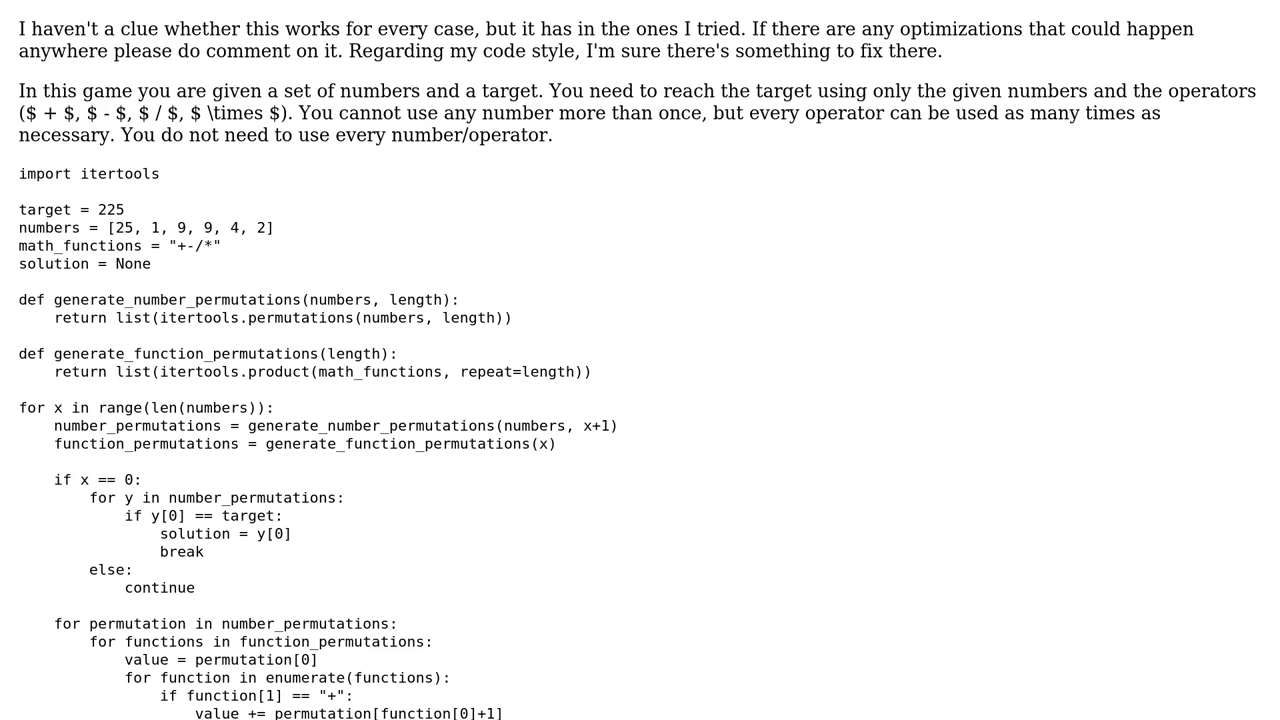 I haven't a clue whether this works for every case, but it has in the ones I tried. If there are any optimizations that could happen
anywhere please do comment on it. Regarding my code style, I'm sure there's something to fix there.

In this game you are given a set of numbers and a target. You need to reach the target using only the given numbers and the operators
($ + $, $ - $, $ / $, $ \times $). You cannot use any number more than once, but every operator can be used as many times as
necessary. You do not need to use every number/operator.

import itertools

target = 225
numbers = [25, 1, 9, 9, 4, 2]
math_functions = "+-/*"
solution = None

def generate_number_permutations(numbers, length):
    return list(itertools.permutations(numbers, length))

def generate_function_permutations(length):
    return list(itertools.product(math_functions, repeat=length))

for x in range(len(numbers)):
    number_permutations = generate_number_permutations(numbers, x+1)
    function_permutations = generate_function_permutations(x)

    if x == 0:
        for y in number_permutations:
            if y[0] == target:
                solution = y[0]
                break
        else:
            continue

    for permutation in number_permutations:
        for functions in function_permutations:
            value = permutation[0]
            for function in enumerate(functions):
                if function[1] == "+":
                    value += permutation[function[0]+1]